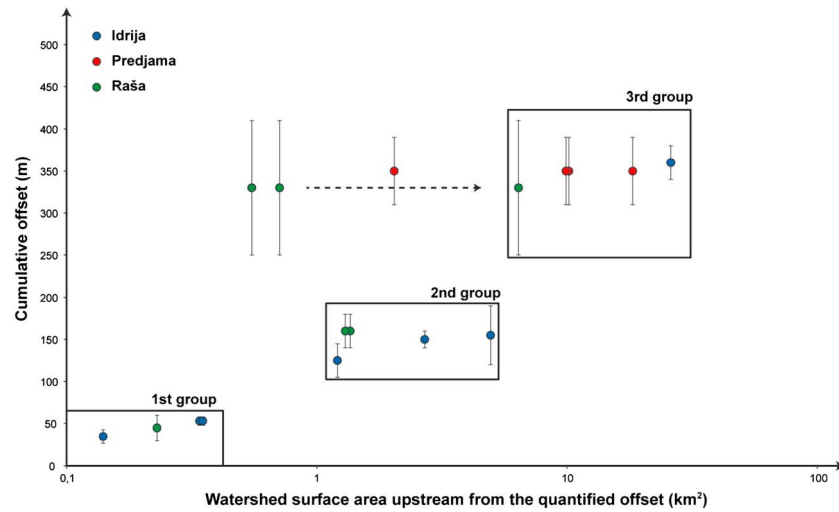 Idrija
Predjama
Raša
500
450
400
350
300
250
200
150
100
50
0
Cumulative offset (m)
3rd group
2nd group
1st group
0,1
1
10
100
Watershed surface area upstream from the quantified offset (km²)